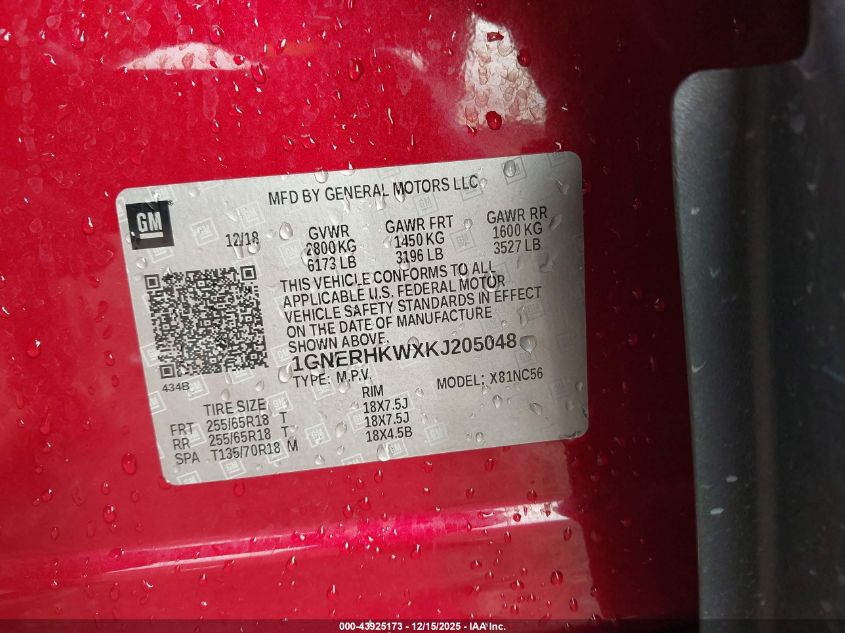 MFD BY GENERAL MOTORS LLC
GM
12/18
GVWR GAWR FRT GAWR RR
2800 KG 1450 KG 1600 KG
6173 LB 3196 LB 3527 LB
THIS VEHICLE CONFORMS TO ALL
APPLICABLE U.S. FEDERAL MOTOR
VEHICLE SAFETY STANDARDS IN EFFECT
ON THE DATE OF MANUFACTURE
SHOWN ABOVE.
434B
1GNERHKWXKJ205048
TYPE: M.P.V. MODEL: X81NC56
TIRE SIZE RIM
FRT 255/65R18 T 18X7.5J
RR 255/65R18 T 18X7.5J
SPA T135/70R18 M 18X4.5B
000-43925173 - 12/15/2025 - IAA Inc.